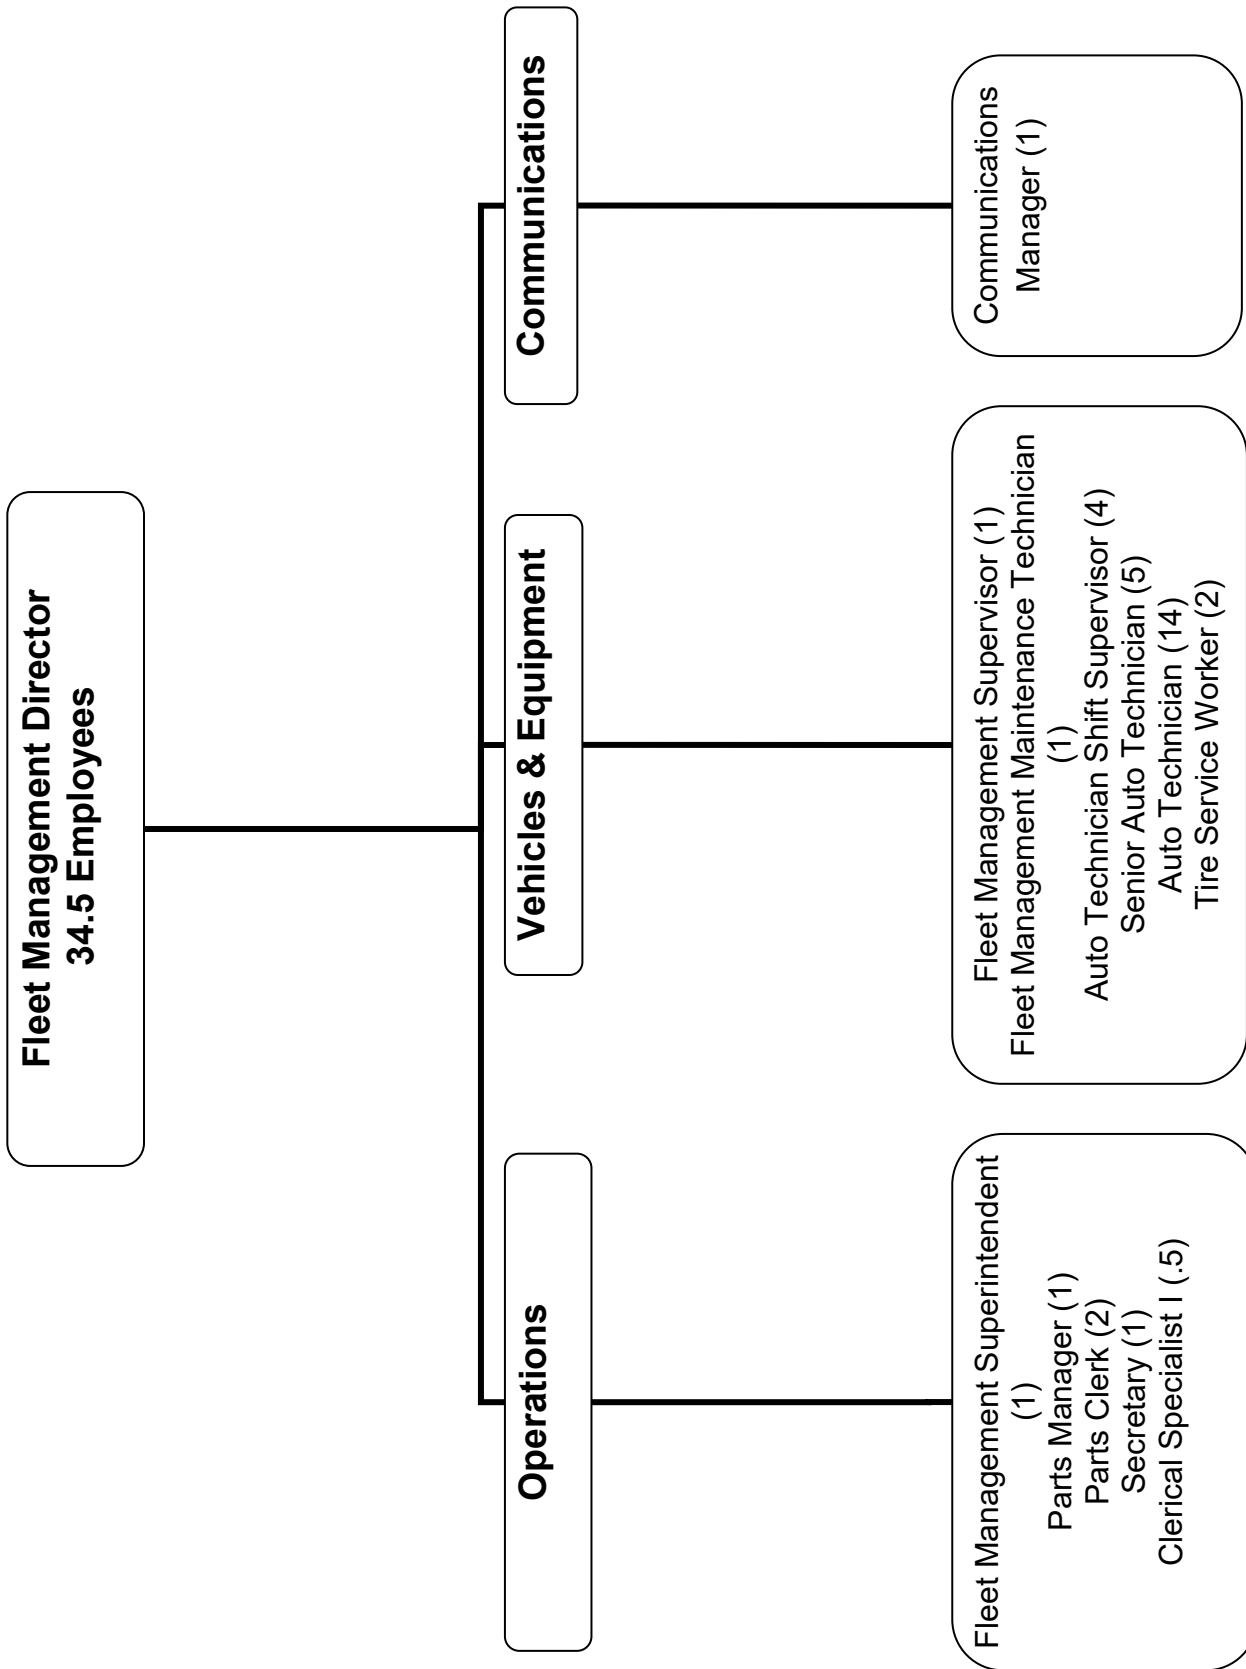 Fleet Management Director
34.5 Employees
Operations
Vehicles & Equipment
Communications
Fleet Management Superintendent
(1)
Parts Manager (1)
Parts Clerk (2)
Secretary (1)
Clerical Specialist I (.5)
Fleet Management Supervisor (1)
Fleet Management Maintenance Technician
(1)
Auto Technician Shift Supervisor (4)
Senior Auto Technician (5)
Auto Technician (14)
Tire Service Worker (2)
Communications
Manager (1)